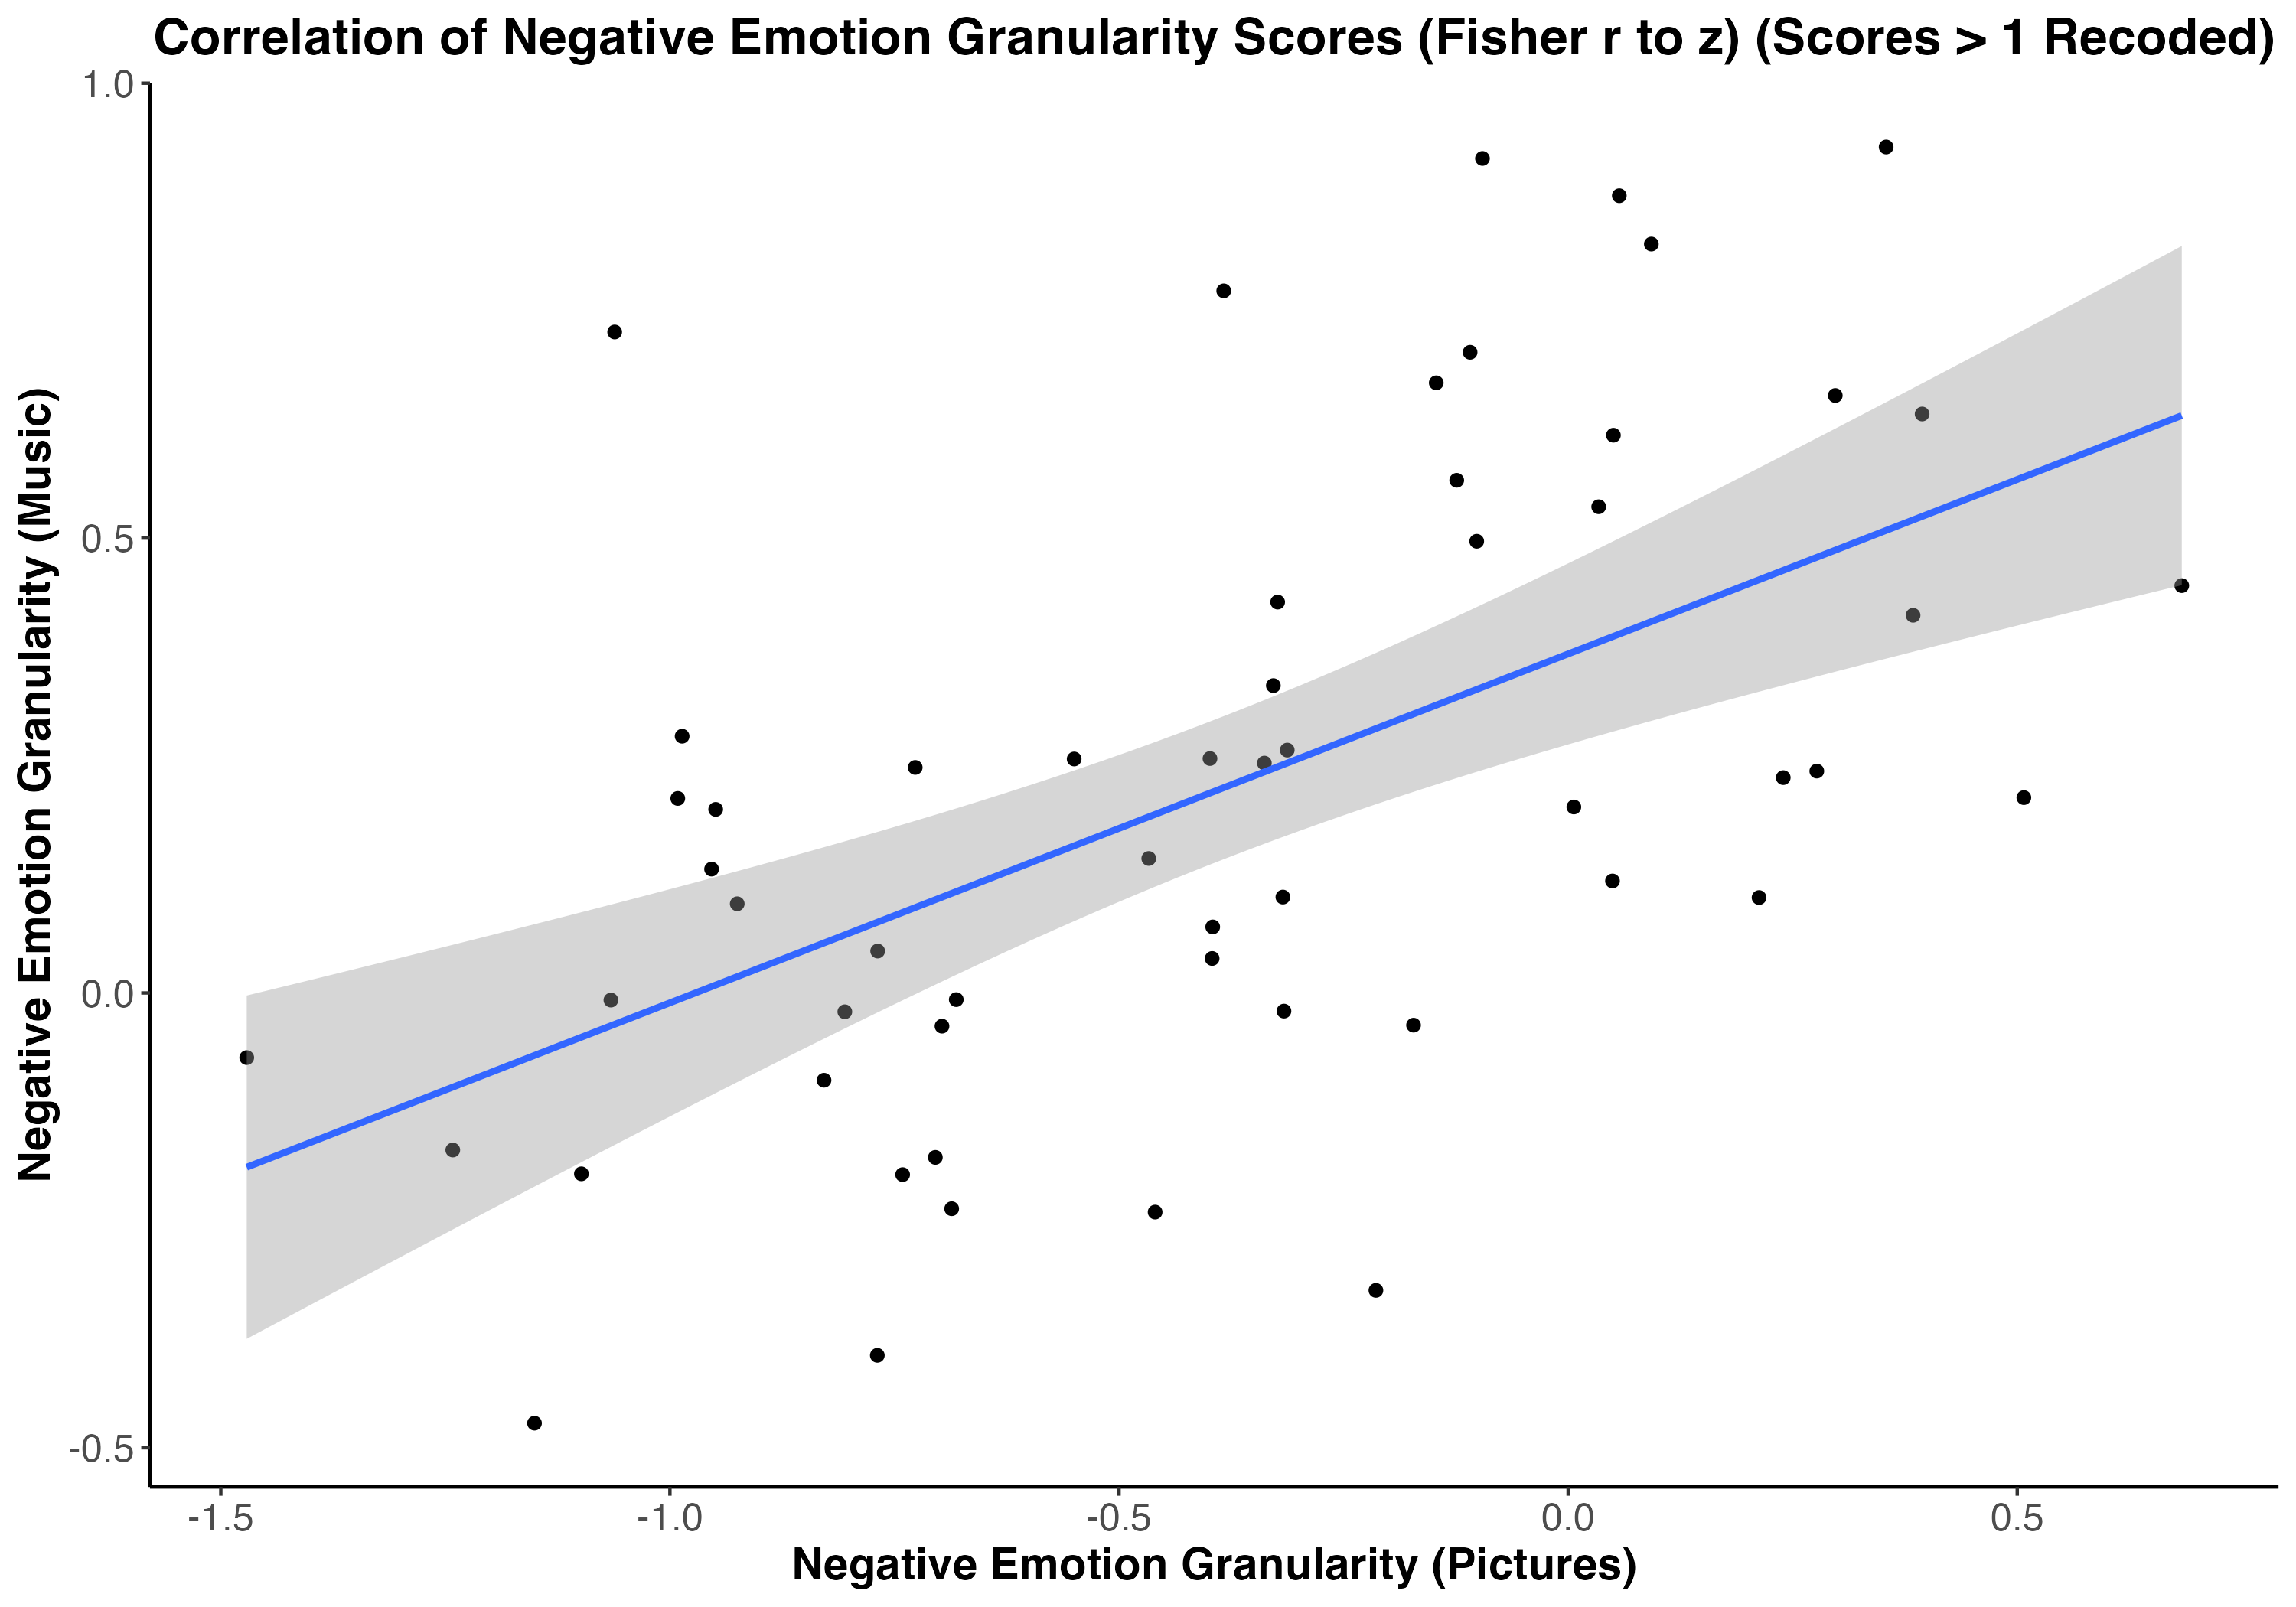 Correlation of Negative Emotion Granularity Scores (Fisher r to z) (Scores > 1 Recoded)
1.0
0.5
0.0
-0.5
Negative Emotion Granularity (Music)
-1.5 -1.0 -0.5 0.0 0.5
Negative Emotion Granularity (Pictures)